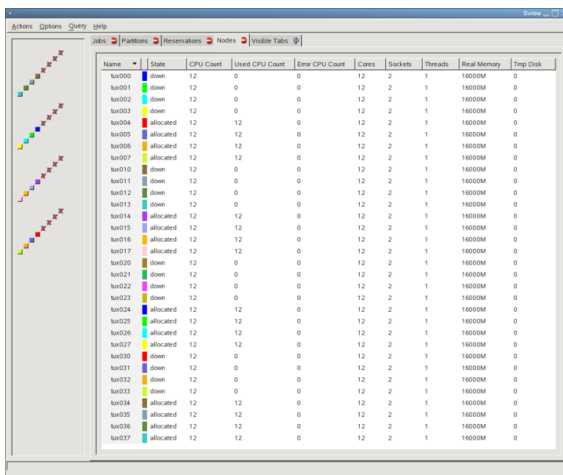 Sview
Actions Options Query Help
Jobs Partitions Reservations Nodes Visible Tabs
Name State CPU Count Used CPU Count Error CPU Count Cores Sockets Threads Real Memory Tmp Disk
tux000 down 12 0 0 12 2 1 16000M 0
tux001 down 12 0 0 12 2 1 16000M 0
tux002 down 12 0 0 12 2 1 16000M 0
tux003 down 12 0 0 12 2 1 16000M 0
tux004 allocated 12 12 0 12 2 1 16000M 0
tux005 allocated 12 12 0 12 2 1 16000M 0
tux006 allocated 12 12 0 12 2 1 16000M 0
tux007 allocated 12 12 0 12 2 1 16000M 0
tux010 down 12 0 0 12 2 1 16000M 0
tux011 down 12 0 0 12 2 1 16000M 0
tux012 down 12 0 0 12 2 1 16000M 0
tux013 down 12 0 0 12 2 1 16000M 0
tux014 allocated 12 12 0 12 2 1 16000M 0
tux015 allocated 12 12 0 12 2 1 16000M 0
tux016 allocated 12 12 0 12 2 1 16000M 0
tux017 allocated 12 12 0 12 2 1 16000M 0
tux020 down 12 0 0 12 2 1 16000M 0
tux021 down 12 0 0 12 2 1 16000M 0
tux022 down 12 0 0 12 2 1 16000M 0
tux023 down 12 0 0 12 2 1 16000M 0
tux024 allocated 12 12 0 12 2 1 16000M 0
tux025 allocated 12 12 0 12 2 1 16000M 0
tux026 allocated 12 12 0 12 2 1 16000M 0
tux027 allocated 12 12 0 12 2 1 16000M 0
tux030 down 12 0 0 12 2 1 16000M 0
tux031 down 12 0 0 12 2 1 16000M 0
tux032 down 12 0 0 12 2 1 16000M 0
tux033 down 12 0 0 12 2 1 16000M 0
tux034 allocated 12 12 0 12 2 1 16000M 0
tux035 allocated 12 12 0 12 2 1 16000M 0
tux036 allocated 12 12 0 12 2 1 16000M 0
tux037 allocated 12 12 0 12 2 1 16000M 0